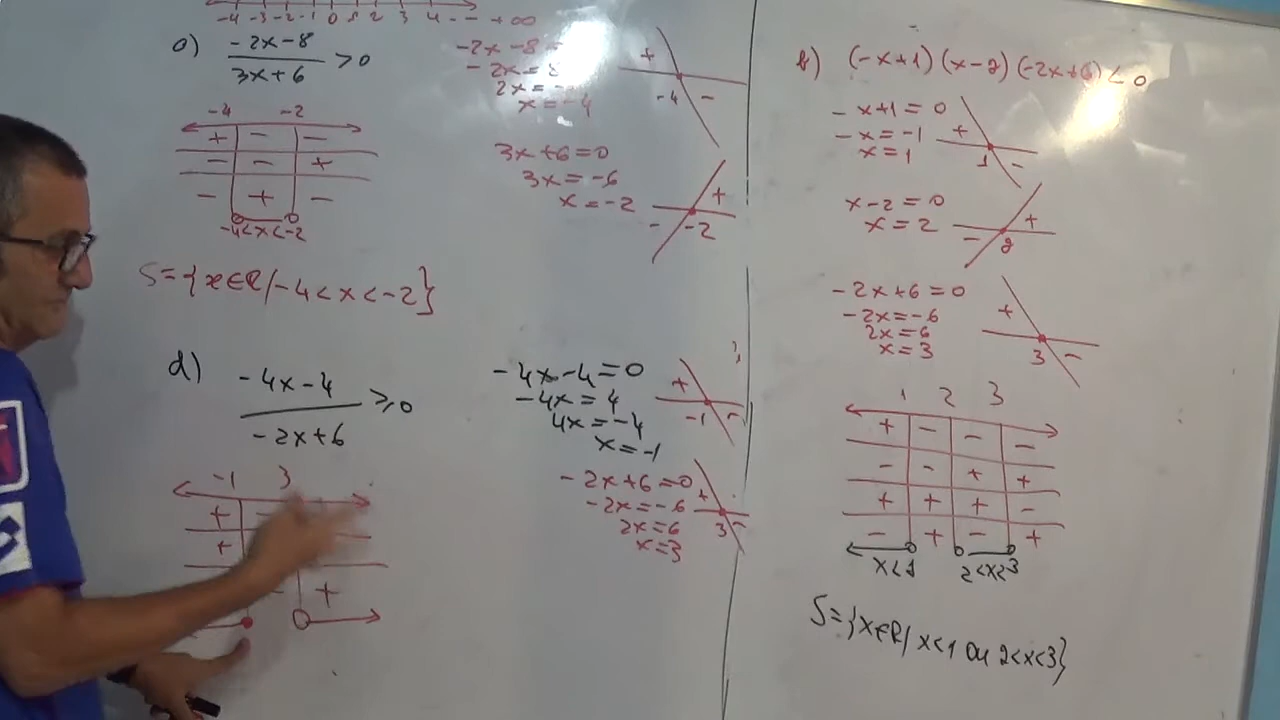 -4 -3 -2 -1 0 1 2 3 4 -- +∞
a) (-2x-8)/(3x+6) > 0
-2x-8
-2x=
2x=-
x=-4
+ -4 -
-4 -2
+ - -
- - +
- + -
-4<x<-2
3x+6=0
3x=-6
x=-2
- -2 +
S={x∈R/-4<x<-2}
d) (-4x-4)/(-2x+6) ≥ 0
-4x-4=0
-4x=4
4x=-4
x=-1
+ -1 -
-1 3
+ -
+
+
-2x+6=0
-2x=-6
2x=6
x=3
+ 3 -
b) (-x+1)(x-2)(-2x+6)<0
-x+1=0
-x=-1
x=1
+ 1 -
x-2=0
x=2
- 2 +
-2x+6=0
-2x=-6
2x=6
x=3
+ 3 -
1 2 3
+ - - -
- - + +
+ + + -
- + - +
x<1 2<x<3
S={x∈R/x<1 ou 2<x<3}